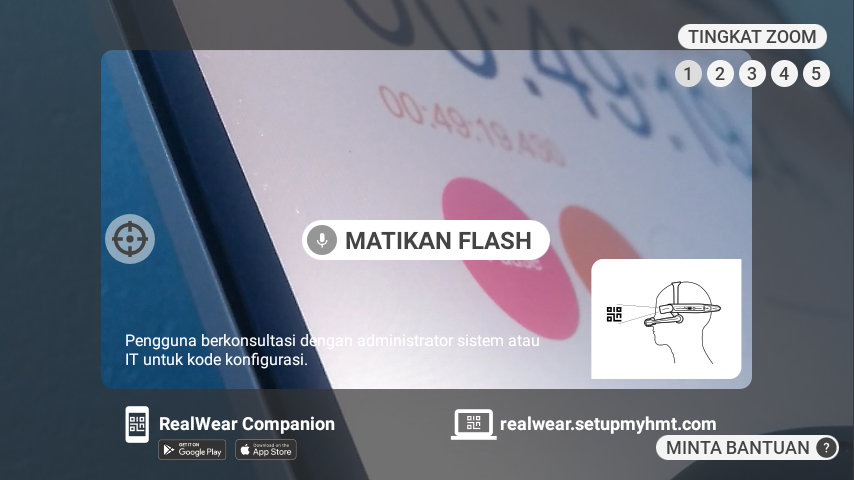 TINGKAT ZOOM
1 2 3 4 5
00:49:19.430
MATIKAN FLASH
Pengguna berkonsultasi dengan administrator sistem atau
IT untuk kode konfigurasi.
RealWear Companion
GET IT ON
Google Play
Download on the
App Store
realwear.setupmyhmt.com
MINTA BANTUAN ?